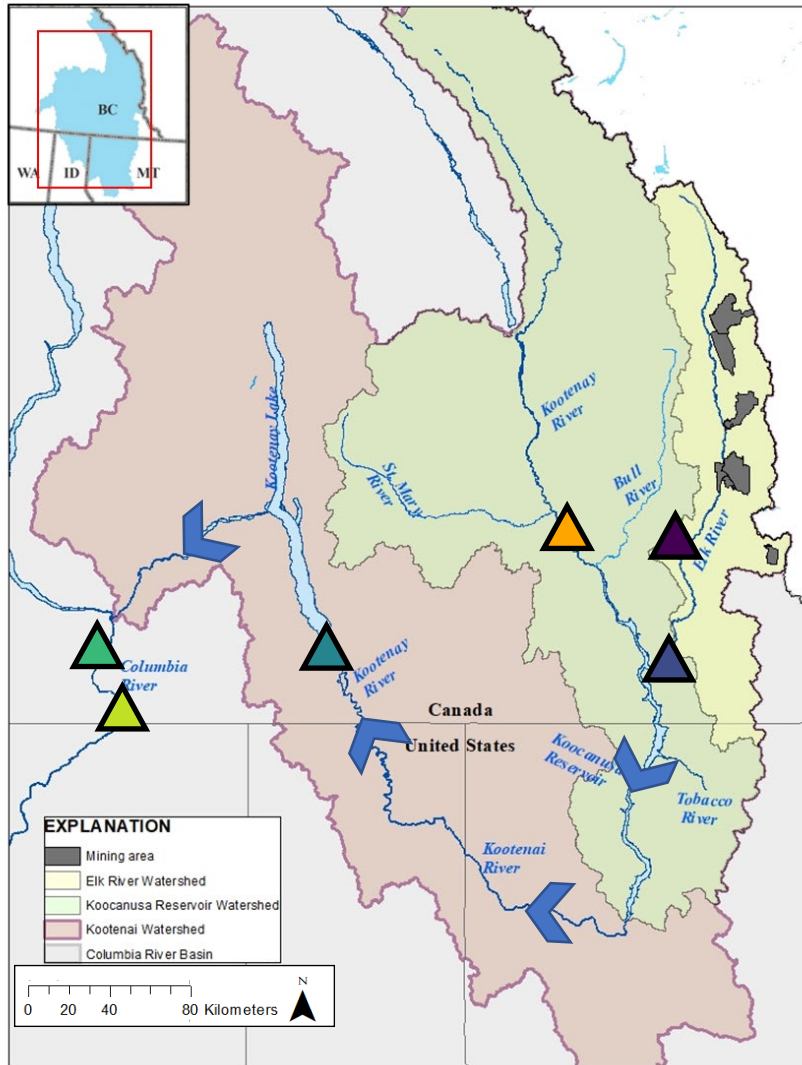 BC
WA
ID
MT
Kootenay Lake
Kootenay
River
St. Mary
River
Bull
River
Elk River
Columbia
River
Kootenay
River
Canada
United States
Koocanusa
Reservoir
Tobacco
River
Kootenai
River
EXPLANATION
Mining area
Elk River Watershed
Koocanusa Reservoir Watershed
Kootenai Watershed
Columbia River Basin
N
0 20 40 80 Kilometers